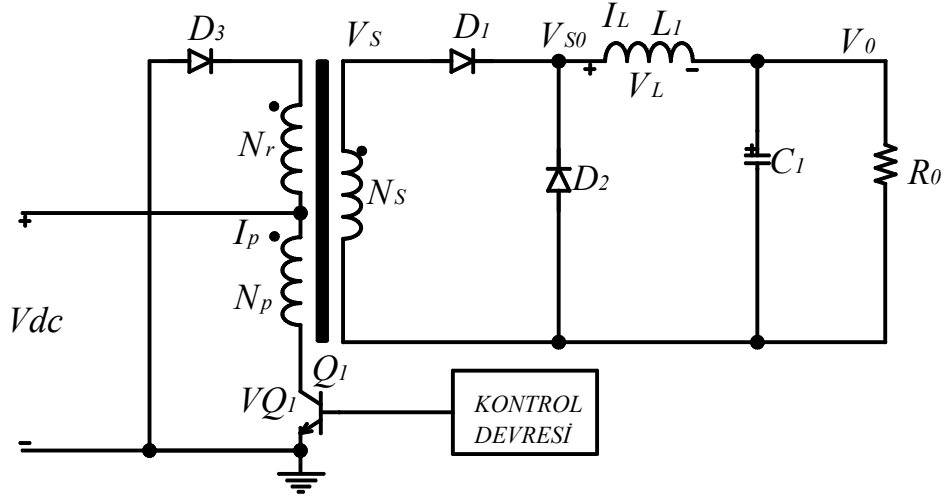 D3
VS
D1
VS0
IL
L1
V0
+
-
VL
Nr
NS
D2
+
C1
R0
+
Ip
Np
Vdc
Q1
VQ1
KONTROL
DEVRESİ
-